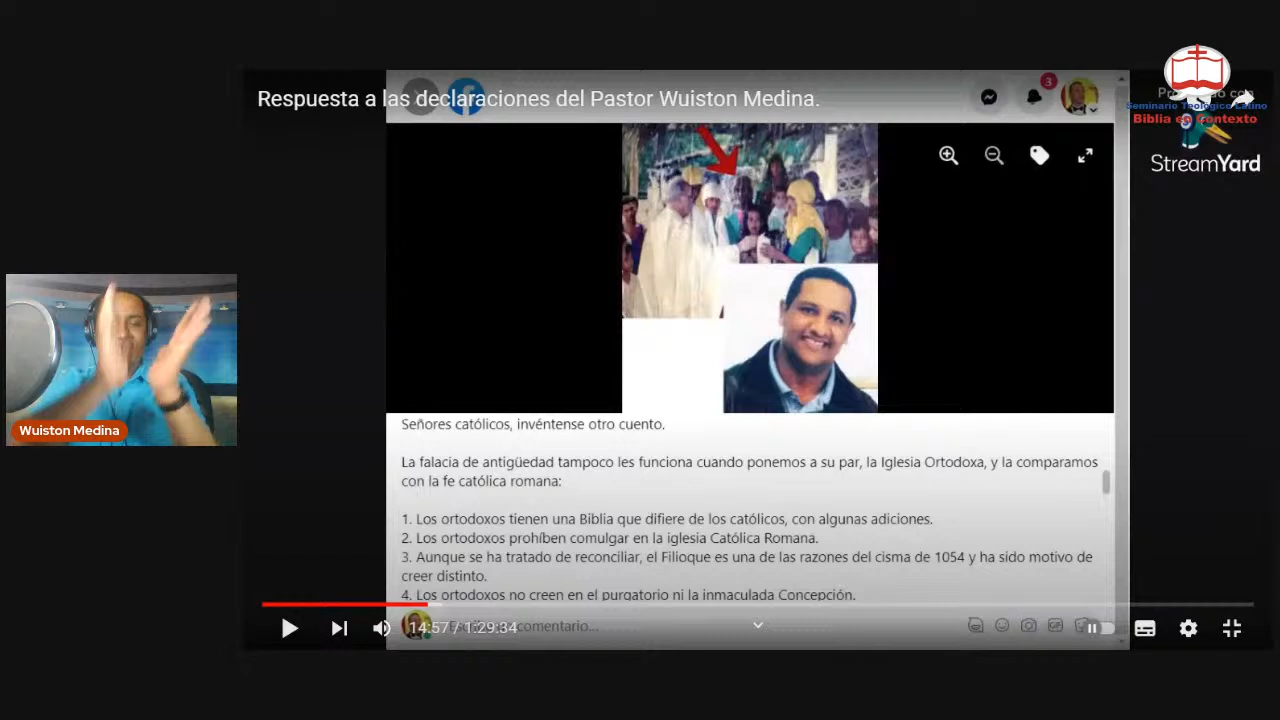 Respuesta a las declaraciones del Pastor Wuiston Medina.
3
Seminario Teológico Latino
Biblia en Contexto
StreamYard
Wuiston Medina
Señores católicos, invéntense otro cuento.
La falacia de antigüedad tampoco les funciona cuando ponemos a su par, la Iglesia Ortodoxa, y la comparamos
con la fe católica romana:
1. Los ortodoxos tienen una Biblia que difiere de los católicos, con algunas adiciones.
2. Los ortodoxos prohíben comulgar en la iglesia Católica Romana.
3. Aunque se ha tratado de reconciliar, el Filioque es una de las razones del cisma de 1054 y ha sido motivo de
creer distinto.
4. Los ortodoxos no creen en el purgatorio ni la inmaculada Concepción.
14:57 / 1:29:34
comentario...
GIF